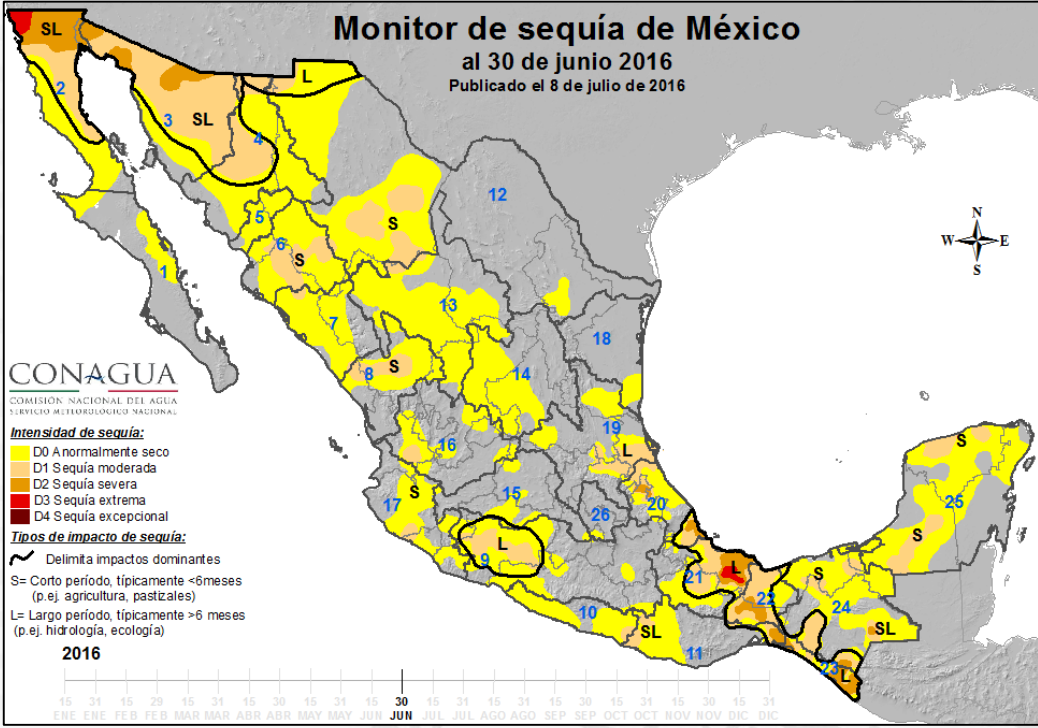 Monitor de sequía de México
al 30 de junio 2016
Publicado el 8 de julio de 2016
SL
L
2
3
SL
4
12
N
W E
S
S
5
6
S
1
13
7
18
8
S
14
CONAGUA
COMISIÓN NACIONAL DEL AGUA
SERVICIO METEOROLÓGICO NACIONAL
Intensidad de sequía:
D0 Anormalmente seco
D1 Sequía moderada
D2 Sequía severa
D3 Sequía extrema
D4 Sequía excepcional
Tipos de impacto de sequía:
Delimita impactos dominantes
S= Corto período, típicamente <6meses
(p.ej. agricultura, pastizales)
L= Largo período, típicamente >6 meses
(p.ej. hidrología, ecología)
19
16
L
S
17
S
15
20
25
26
9
L
S
21
L
22
S
24
10
SL
11
SL
23
L
2016
15 31 15 29 15 31 15 30 15 31 15 30 15 31 15 31 15 30 15 31 15 30 15 31
ENE ENE FEB FEB MAR MAR ABR ABR MAY MAY JUN JUN JUL JUL AGO AGO SEP SEP OCT OCT NOV NOV DIC DIC